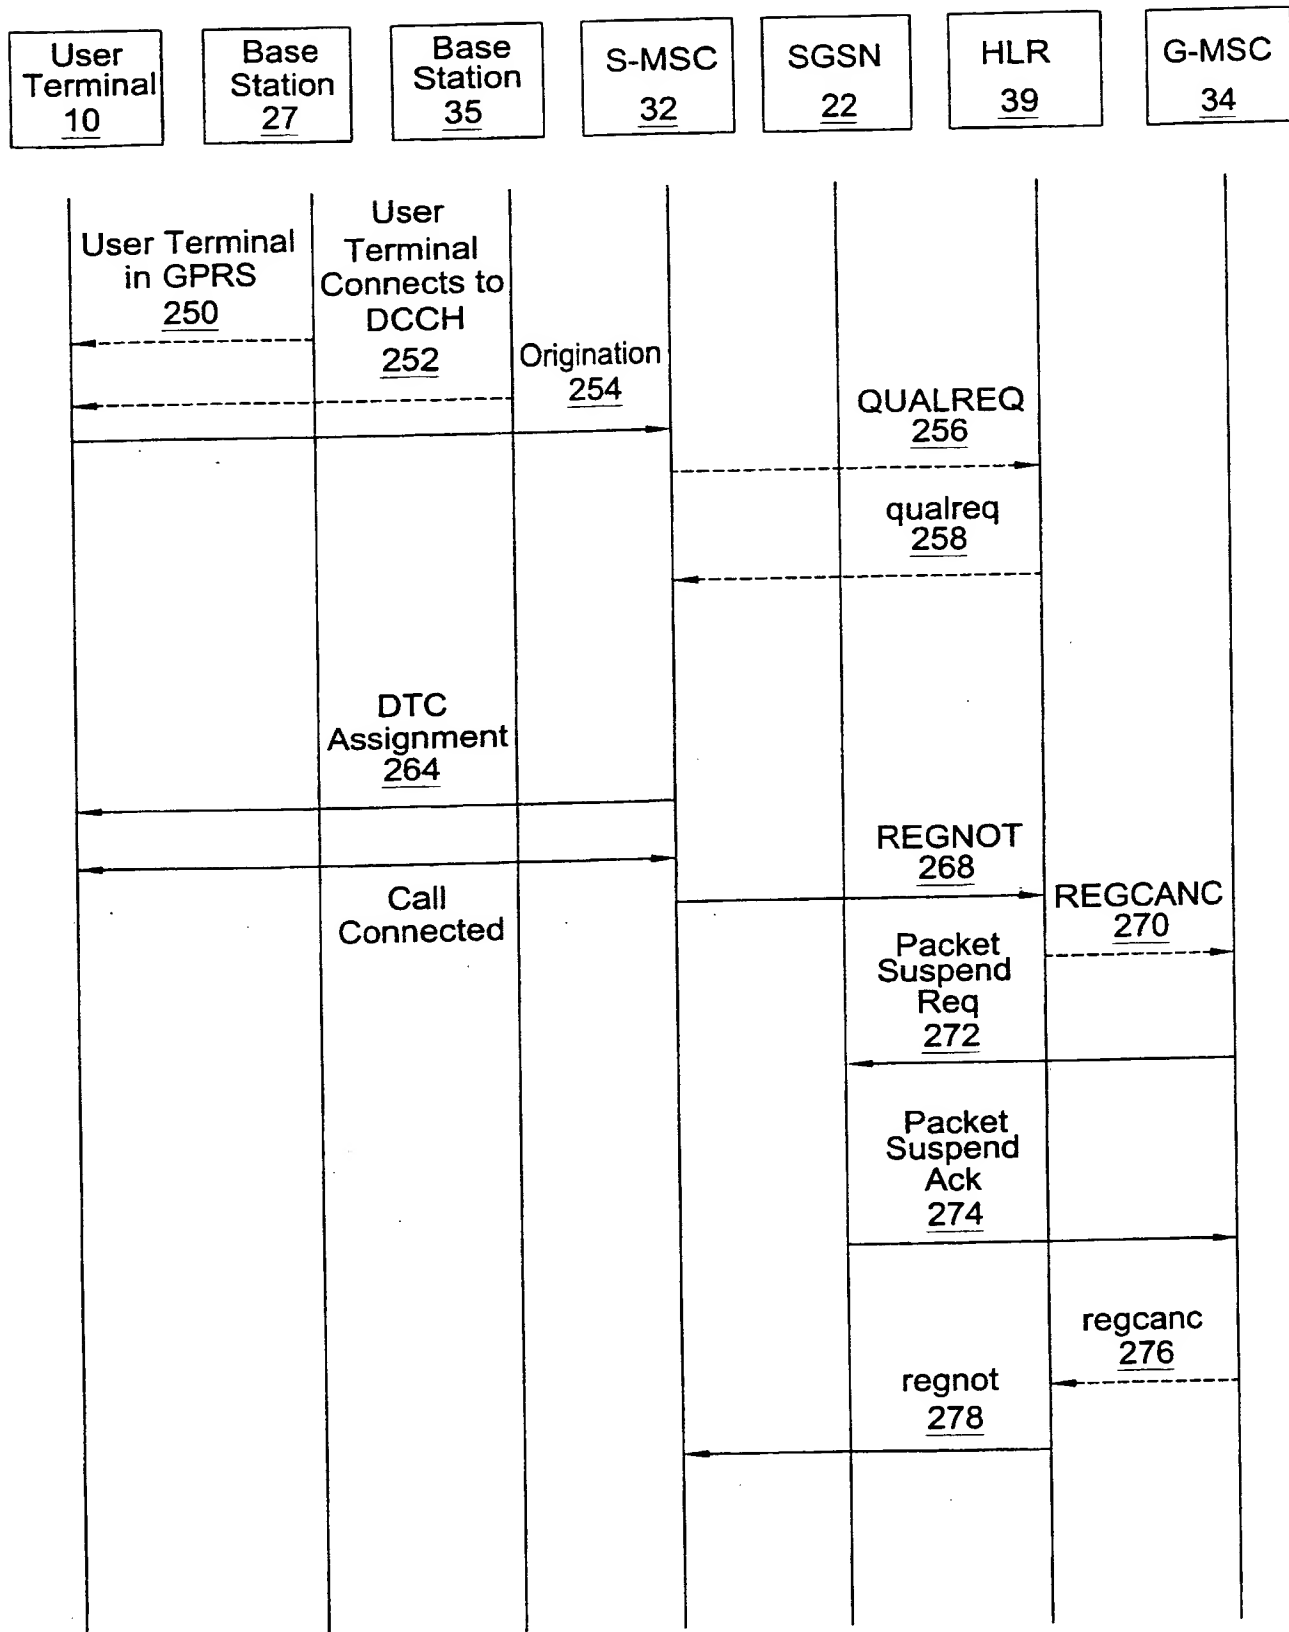 User
Terminal
10
Base
Station
27
Base
Station
35
S-MSC
32
SGSN
22
HLR
39
G-MSC
34
User Terminal
in GPRS
250
User
Terminal
Connects to
DCCH
252
Origination
254
QUALREQ
256
qualreq
258
DTC
Assignment
264
Call
Connected
REGNOT
268
REGCANC
270
Packet
Suspend
Req
272
Packet
Suspend
Ack
274
regcanc
276
regnot
278